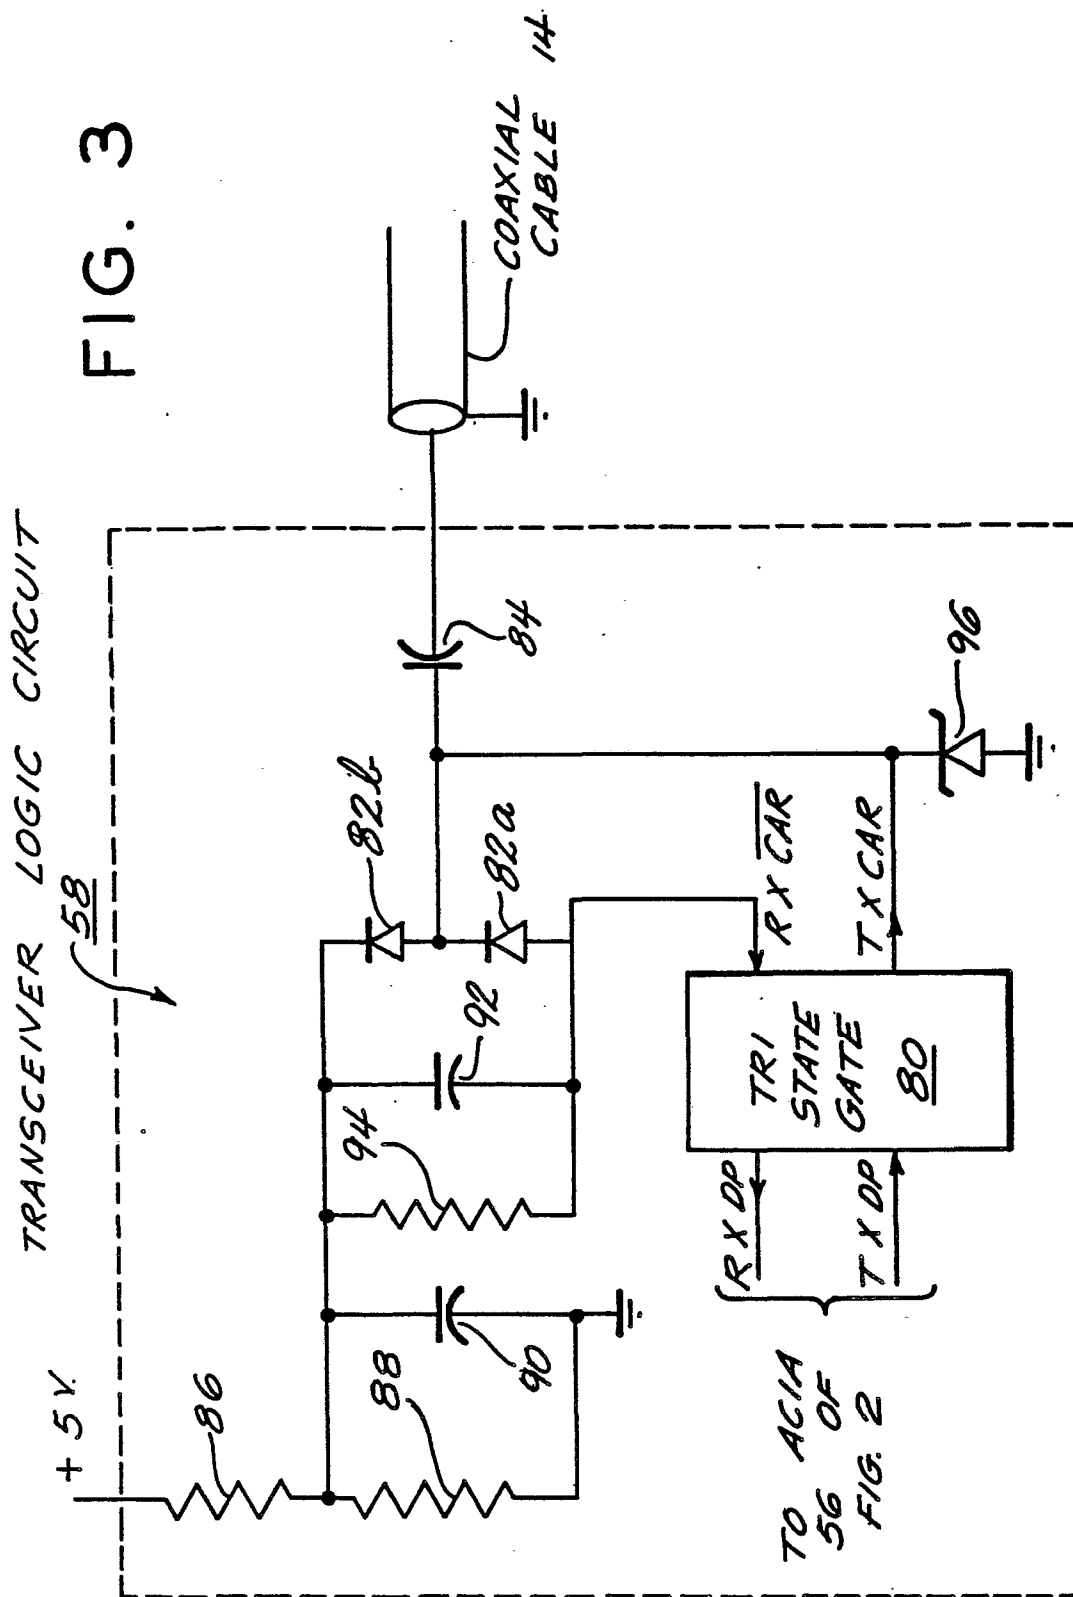 FIG. 3
TRANSCEIVER LOGIC CIRCUIT
58
+ 5 V.
86
88
90
94
92
82b
82a
84
COAXIAL
CABLE 14
RX CAR
TX CAR
96
TRI
STATE
GATE
80
RX DP
TX DP
TO ACIA
56 OF
FIG. 2